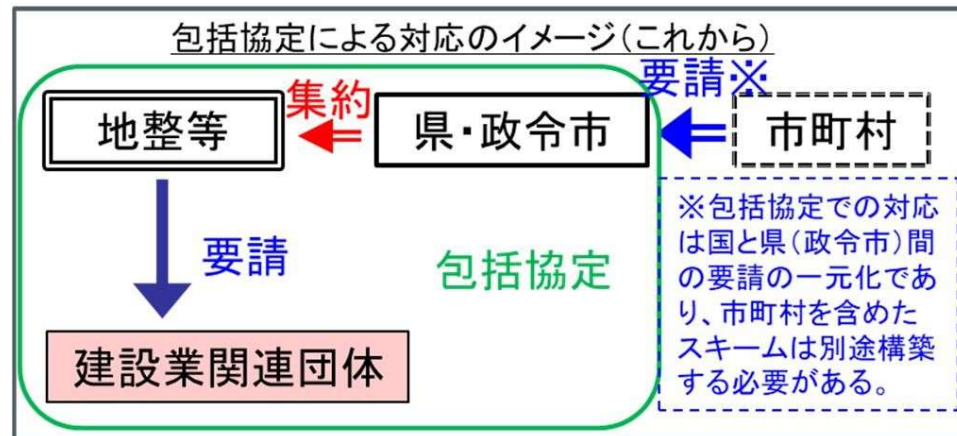 包括協定による対応のイメージ(これから)
要請※
集約
地整等
県・政令市
市町村
要請
包括協定
※包括協定での対応
は国と県(政令市)間
の要請の一元化であ
り、市町村を含めた
スキームは別途構築
する必要がある。
建設業関連団体